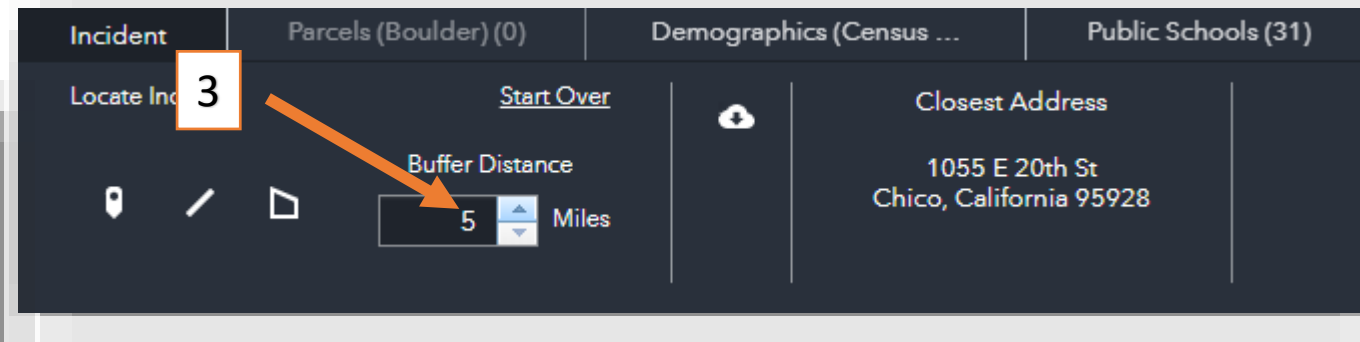 Incident
Parcels (Boulder) (0)
Demographics (Census ...
Public Schools (31)
Locate Inc
3
Start Over
Buffer Distance
5 Miles
Closest Address
1055 E 20th St
Chico, California 95928